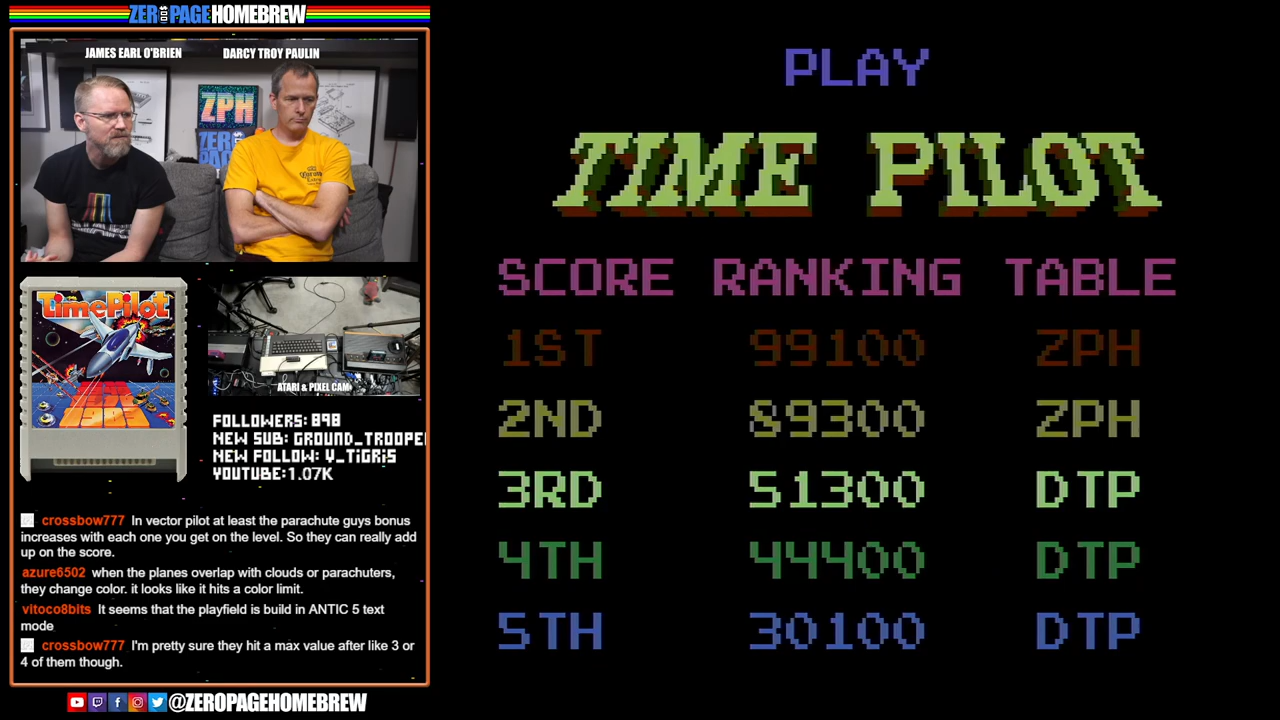 ZEROPAGE HOMEBREW
JAMES EARL O'BRIEN
DARCY TROY PAULIN
ZPH
ZERO
PAGE
TimePilot
1983
ATARI & PIXEL CAM
FOLLOWERS: 898
NEW SUB: GROUND_TROOPE
NEW FOLLOW: V_TIGRIS
YOUTUBE:1.07K
crossbow777 In vector pilot at least the parachute guys bonus
increases with each one you get on the level. So they can really add
up on the score.
azure6502 when the planes overlap with clouds or parachuters,
they change color. it looks like it hits a color limit.
vitoco8bits It seems that the playfield is build in ANTIC 5 text
mode
crossbow777 I'm pretty sure they hit a max value after like 3 or
4 of them though.
@ZEROPAGEHOMEBREW
PLAY
TIME PILOT
SCORE RANKING TABLE
1ST 99100 ZPH
2ND 89300 ZPH
3RD 51300 DTP
4TH 44400 DTP
5TH 30100 DTP